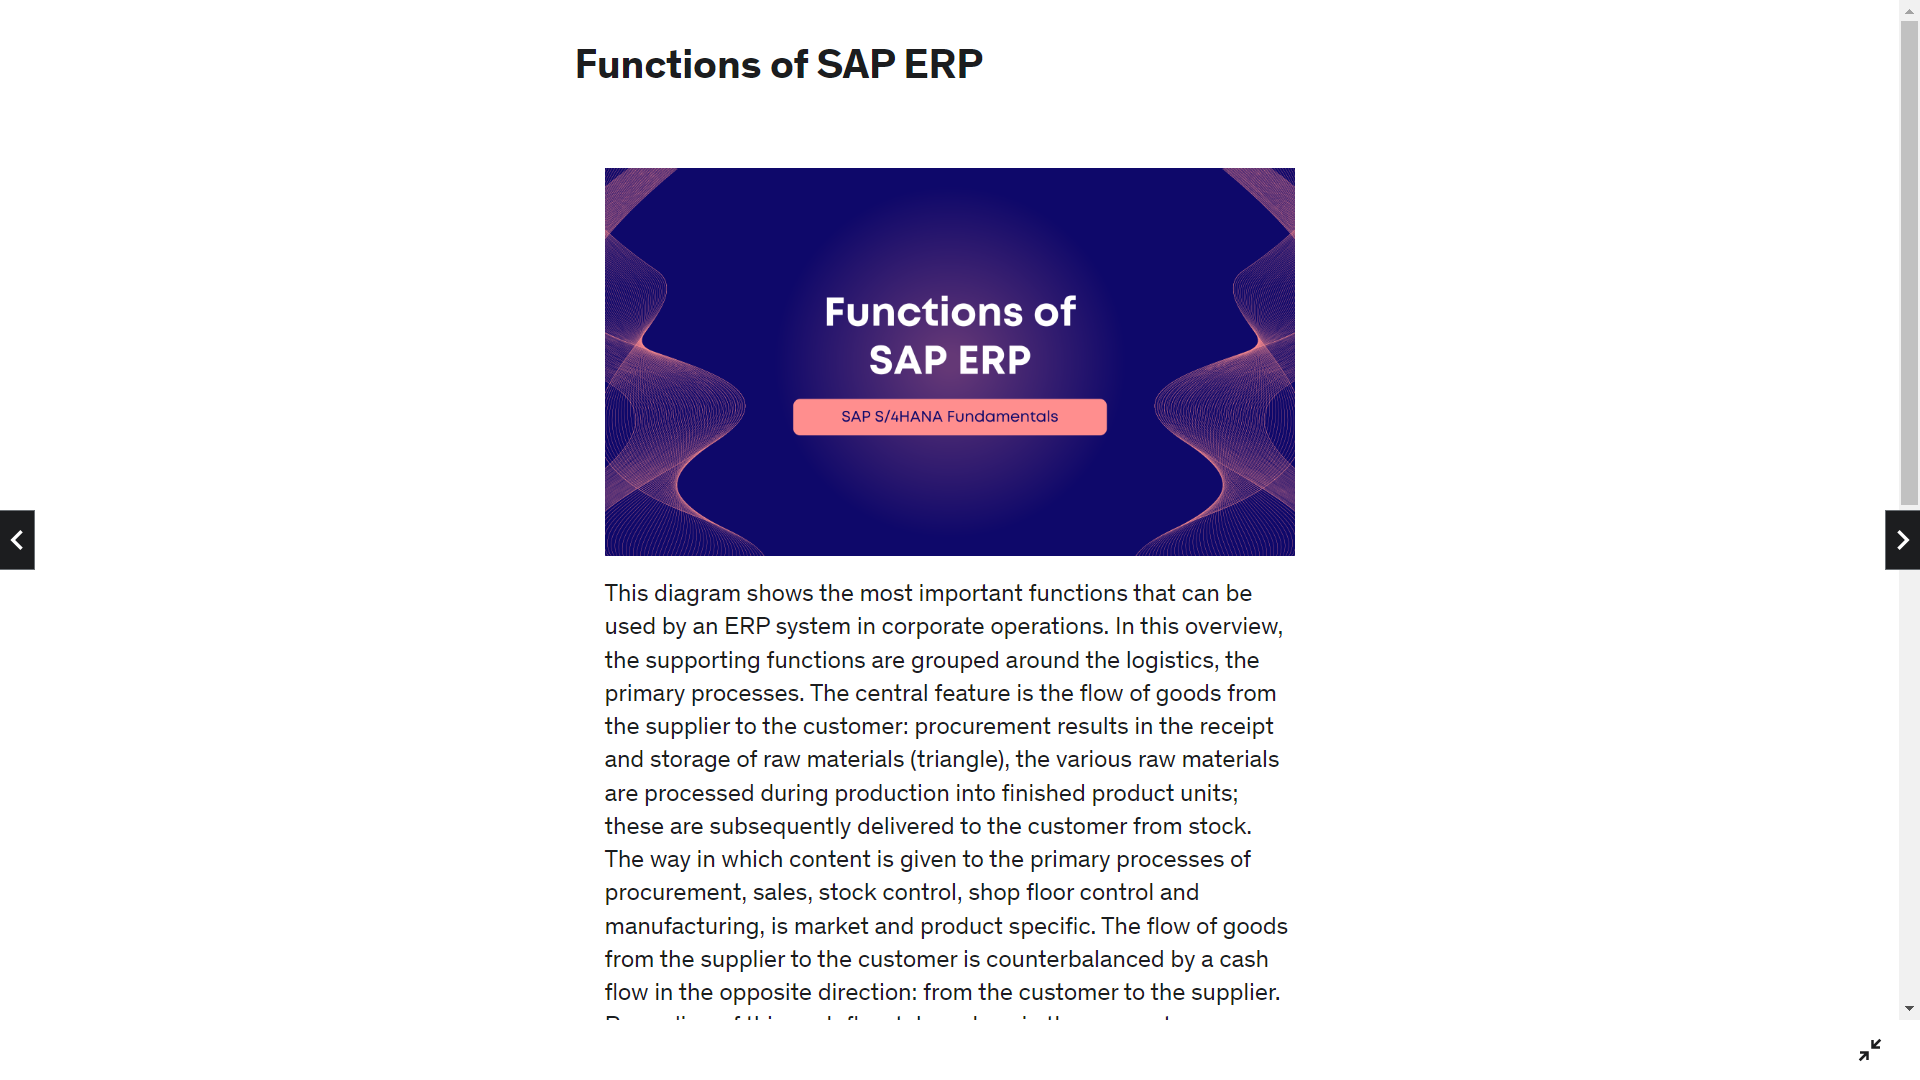 Functions of SAP ERP
Functions of
SAP ERP
SAP S/4HANA Fundamentals
This diagram shows the most important functions that can be
used by an ERP system in corporate operations. In this overview,
the supporting functions are grouped around the logistics, the
primary processes. The central feature is the flow of goods from
the supplier to the customer: procurement results in the receipt
and storage of raw materials (triangle), the various raw materials
are processed during production into finished product units;
these are subsequently delivered to the customer from stock.
The way in which content is given to the primary processes of
procurement, sales, stock control, shop floor control and
manufacturing, is market and product specific. The flow of goods
from the supplier to the customer is counterbalanced by a cash
flow in the opposite direction: from the customer to the supplier.